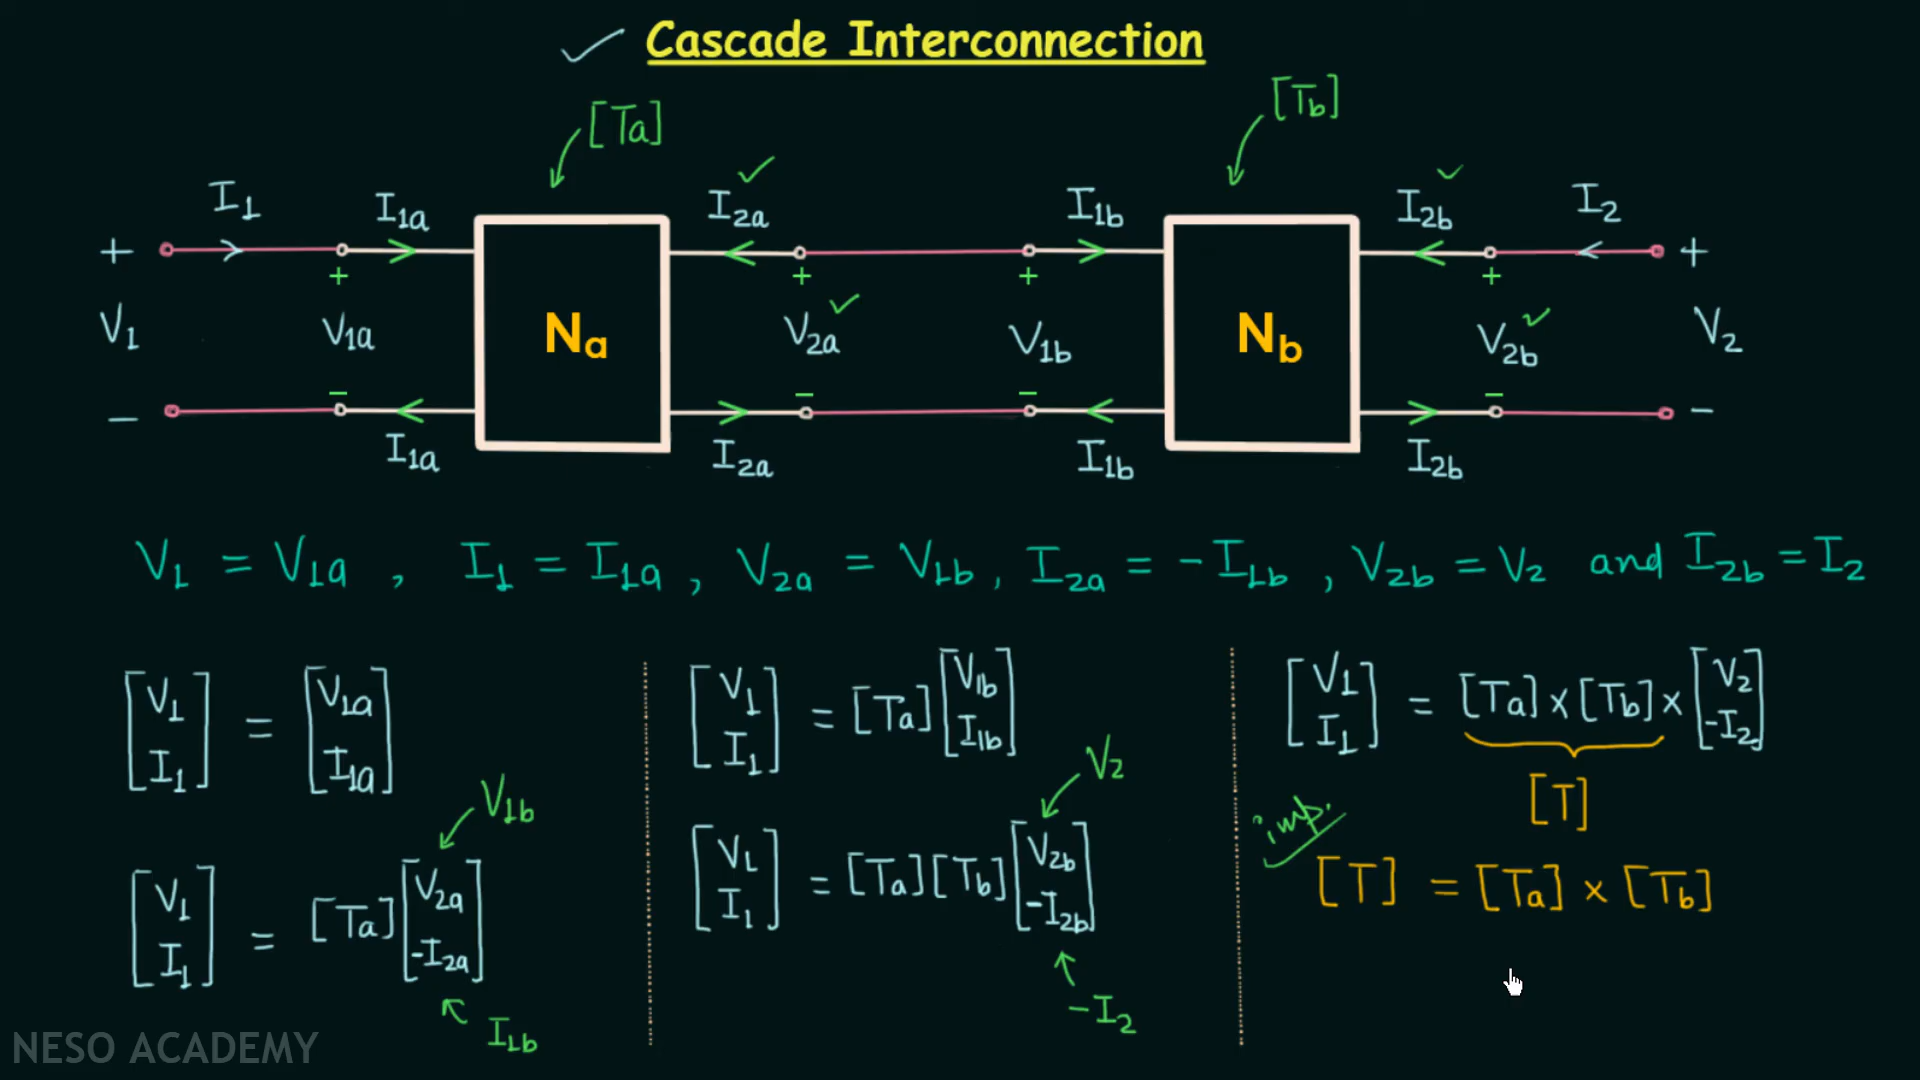 Cascade Interconnection
[Ta]
[Tb]
I1 I1a I2a I1b I2b I2
+ + + + + +
V1 V1a Na V2a V1b Nb V2b V2
− − − − − −
I1a I2a I1b I2b
V1 = V1a , I1 = I1a , V2a = V1b , I2a = -I1b , V2b = V2 and I2b = I2
[V1 I1] = [V1a I1a]
V1b
[V1 I1] = [Ta] [V2a -I2a]
I1b
[V1 I1] = [Ta] [V1b I1b]
V2
[V1 I1] = [Ta][Tb] [V2b -I2b]
-I2
[V1 I1] = [Ta] x [Tb] x [V2 -I2]
[T]
imp.
[T] = [Ta] x [Tb]
NESO ACADEMY